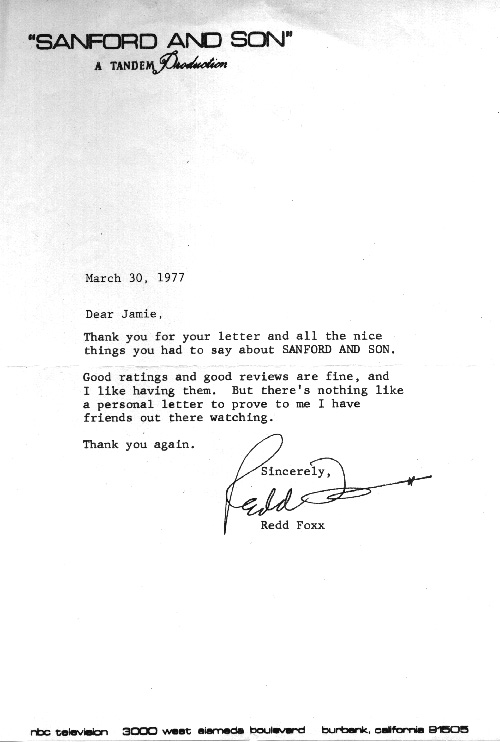 "SANFORD AND SON"
A TANDEM Production
March 30, 1977
Dear Jamie,
Thank you for your letter and all the nice
things you had to say about SANFORD AND SON.
Good ratings and good reviews are fine, and
I like having them. But there's nothing like
a personal letter to prove to me I have
friends out there watching.
Thank you again.
Sincerely,
Redd
Redd Foxx
nbc television 3000 west alameda boulevard burbank, california 91505